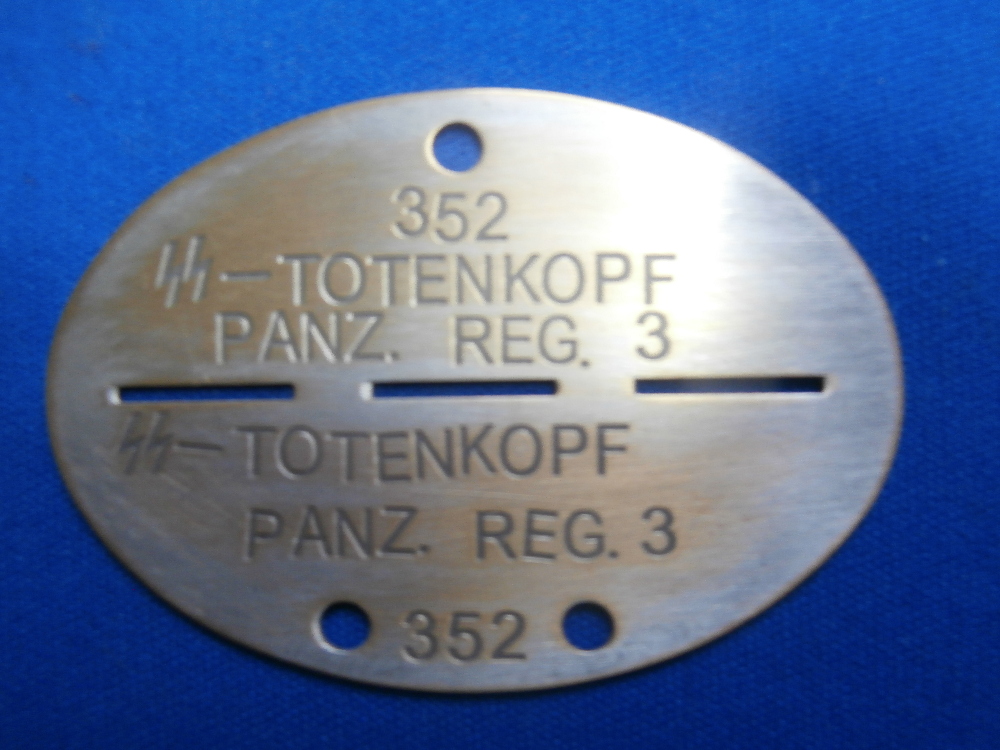 352
ᛋᛋ-TOTENKOPF
PANZ. REG. 3
ᛋᛋ-TOTENKOPF
PANZ. REG. 3
352